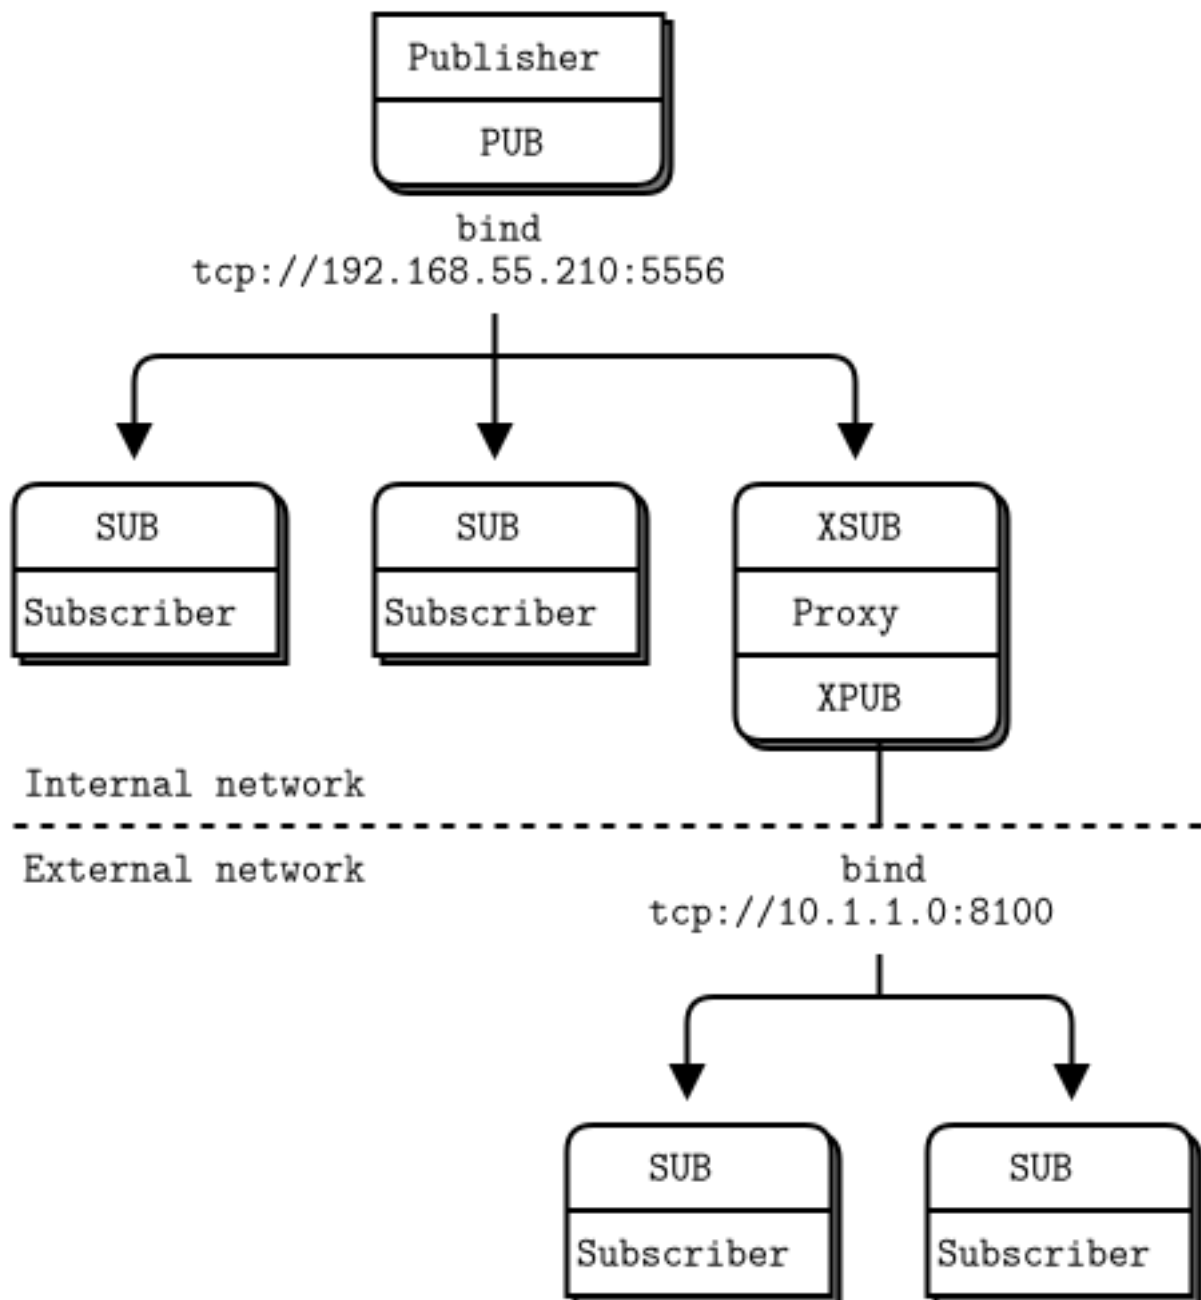 Publisher
PUB
bind
tcp://192.168.55.210:5556
SUB
Subscriber
SUB
Subscriber
XSUB
Proxy
XPUB
Internal network
External network
bind
tcp://10.1.1.0:8100
SUB
Subscriber
SUB
Subscriber